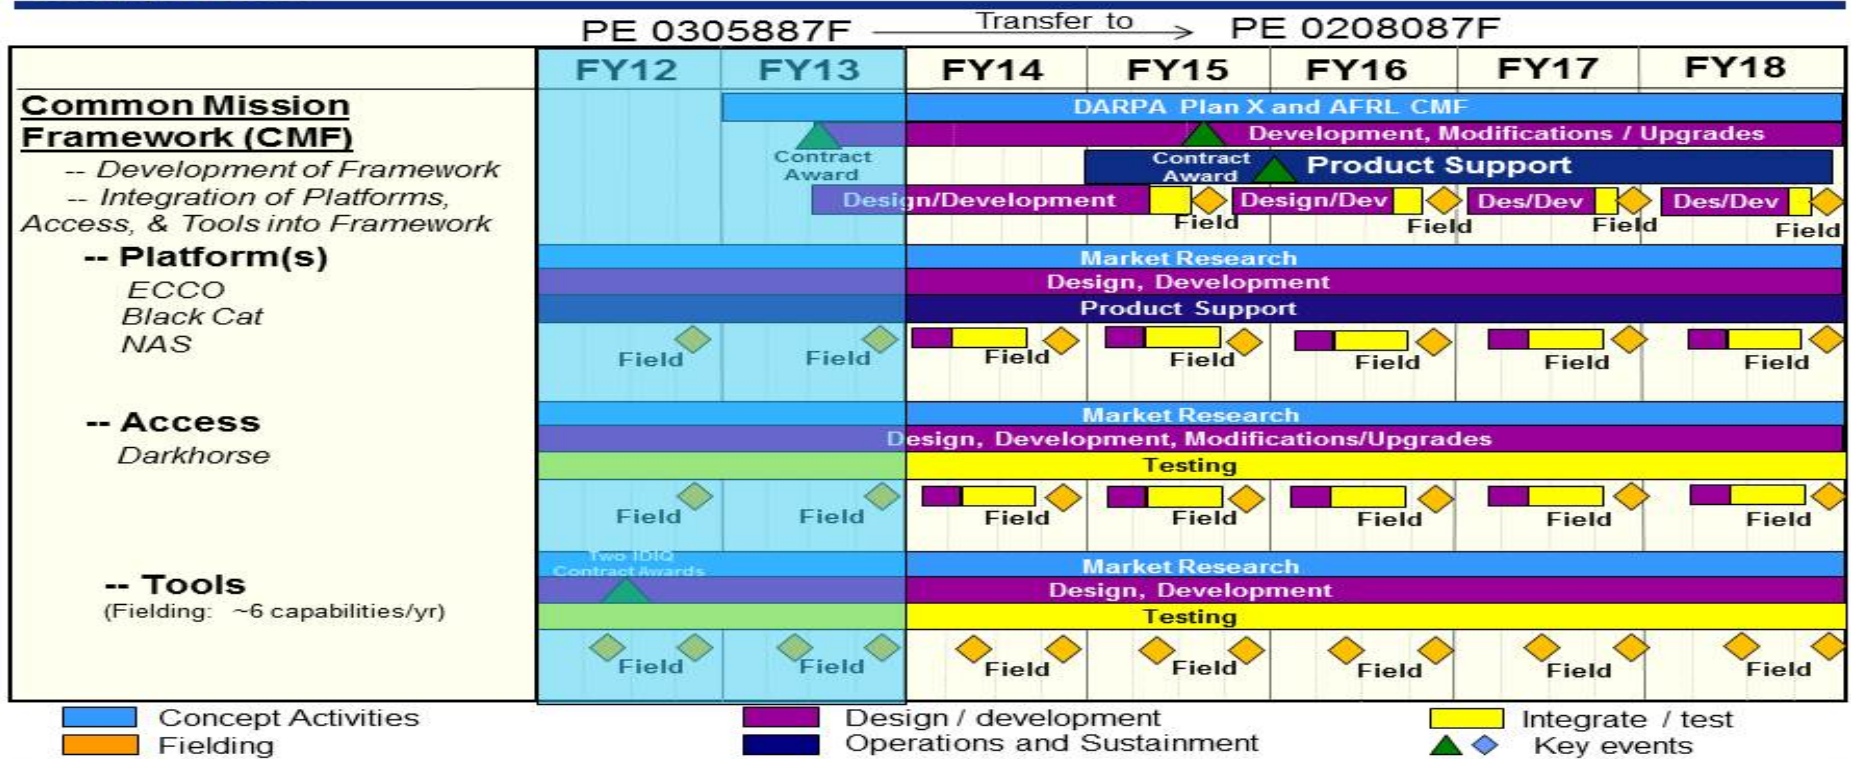 PE 0305887F Transfer to PE 0208087F
FY12 FY13 FY14 FY15 FY16 FY17 FY18
Common Mission
Framework (CMF)
-- Development of Framework
-- Integration of Platforms,
Access, & Tools into Framework
DARPA Plan X and AFRL CMF
Development, Modifications / Upgrades
Contract
Award
Contract
Award
Product Support
Design/Development Design/Dev Des/Dev Des/Dev
Field Field Field Field
-- Platform(s)
ECCO
Black Cat
NAS
Market Research
Design, Development
Product Support
Field Field Field Field Field Field Field
-- Access
Darkhorse
Market Research
Design, Development, Modifications/Upgrades
Testing
Field Field Field Field Field Field Field
-- Tools
(Fielding: ~6 capabilities/yr)
Two IDIQ
Contract Awards
Market Research
Design, Development
Testing
Field Field Field Field Field Field Field
Concept Activities Design / development Integrate / test
Fielding Operations and Sustainment Key events